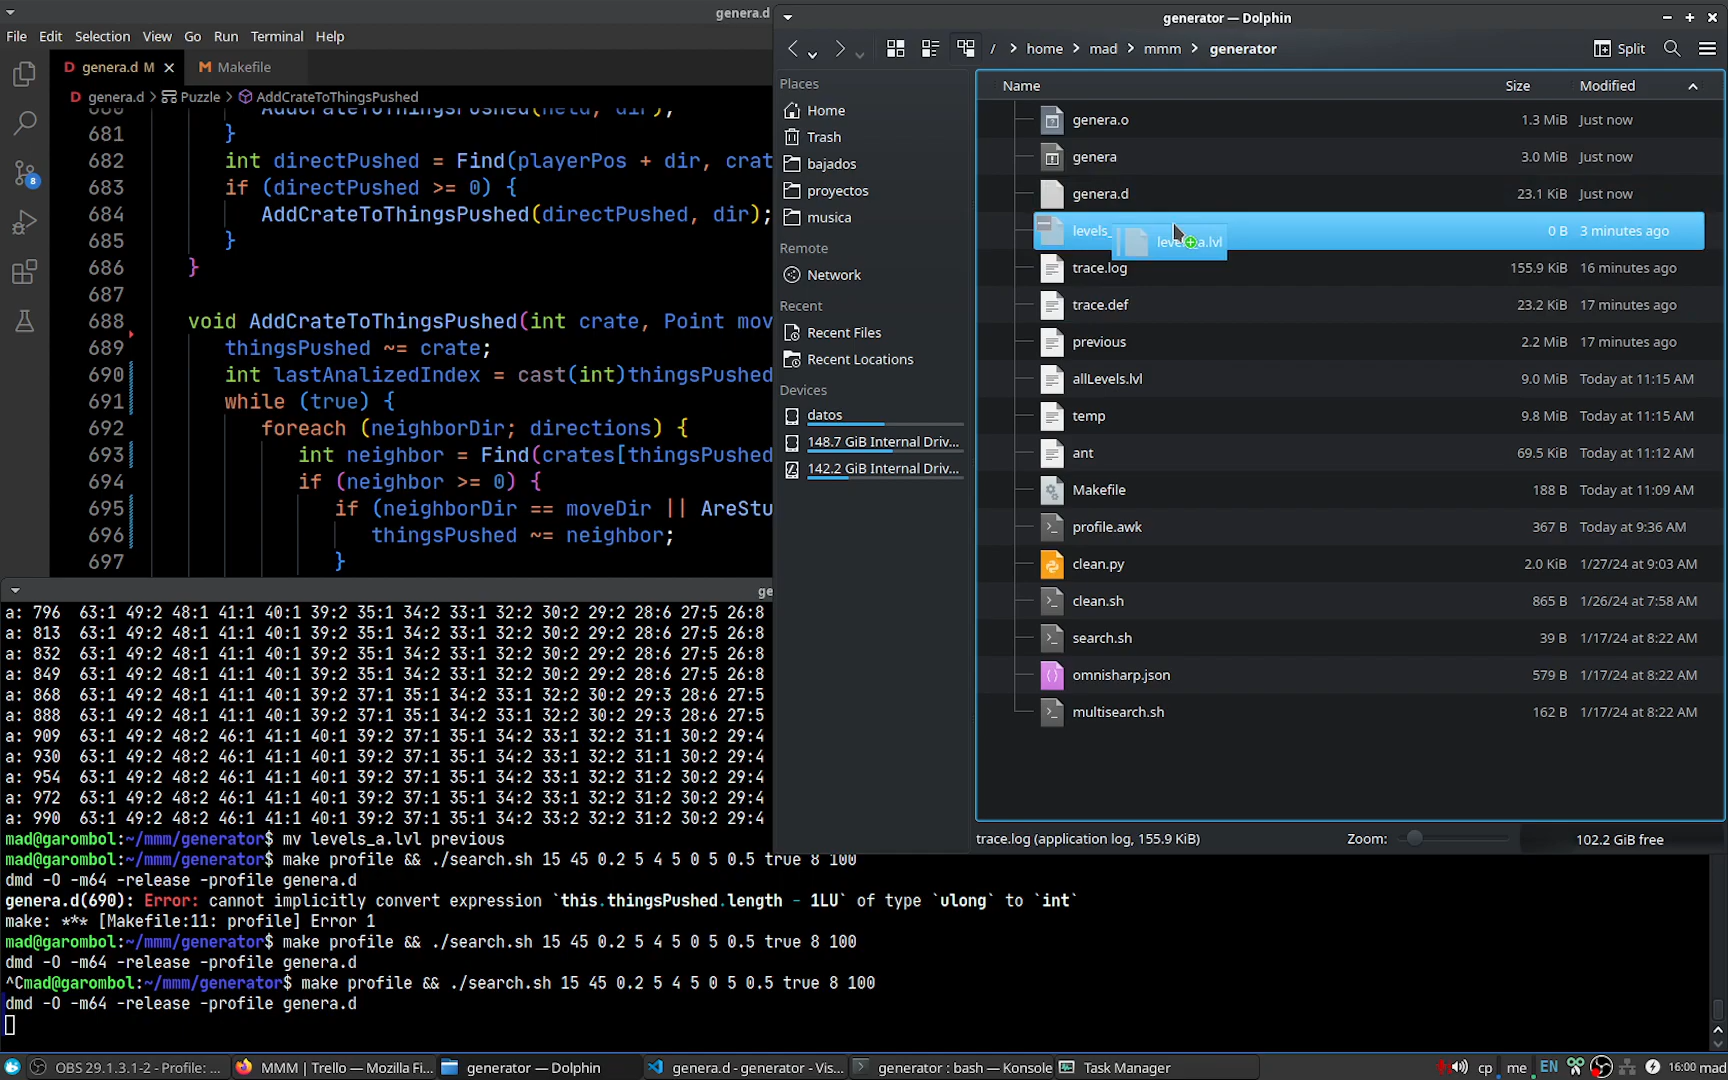 genera.d
File Edit Selection View Go Run Terminal Help
D genera.d M × M Makefile
D genera.d > Puzzle > AddCrateToThingsPushed
681 }
682 int directPushed = Find(playerPos + dir, crat
683 if (directPushed >= 0) {
684 AddCrateToThingsPushed(directPushed, dir);
685 }
686 }
687
688 void AddCrateToThingsPushed(int crate, Point mov
689 thingsPushed ~= crate;
690 int lastAnalizedIndex = cast(int)thingsPushed
691 while (true) {
692 foreach (neighborDir; directions) {
693 int neighbor = Find(crates[thingsPushed
694 if (neighbor >= 0) {
695 if (neighborDir == moveDir || AreStu
696 thingsPushed ~= neighbor;
697 }
8
ge
a: 796 63:1 49:2 48:1 41:1 40:1 39:2 35:1 34:2 33:1 32:2 30:2 29:2 28:6 27:5 26:8
a: 813 63:1 49:2 48:1 41:1 40:1 39:2 35:1 34:2 33:1 32:2 30:2 29:2 28:6 27:5 26:8
a: 832 63:1 49:2 48:1 41:1 40:1 39:2 35:1 34:2 33:1 32:2 30:2 29:2 28:6 27:5 26:8
a: 849 63:1 49:2 48:1 41:1 40:1 39:2 35:1 34:2 33:1 32:2 30:2 29:2 28:6 27:5 26:8
a: 868 63:1 49:2 48:1 41:1 40:1 39:2 37:1 35:1 34:2 33:1 32:2 30:2 29:3 28:6 27:5
a: 888 63:1 49:2 48:1 41:1 40:1 39:2 37:1 35:1 34:2 33:1 32:2 30:2 29:3 28:6 27:5
a: 909 63:1 49:2 48:2 46:1 41:1 40:1 39:2 37:1 35:1 34:2 33:1 32:2 31:1 30:2 29:4
a: 930 63:1 49:2 48:2 46:1 41:1 40:1 39:2 37:1 35:1 34:2 33:1 32:2 31:1 30:2 29:4
a: 954 63:1 49:2 48:2 46:1 41:1 40:1 39:2 37:1 35:1 34:2 33:1 32:2 31:1 30:2 29:4
a: 972 63:1 49:2 48:2 46:1 41:1 40:1 39:2 37:1 35:1 34:2 33:1 32:2 31:1 30:2 29:4
a: 990 63:1 49:2 48:2 46:1 41:1 40:1 39:2 37:1 35:1 34:2 33:1 32:2 31:1 30:2 29:4
mad@garombol:~/mmm/generator$ mv levels_a.lvl previous
mad@garombol:~/mmm/generator$ make profile && ./search.sh 15 45 0.2 5 4 5 0 5 0.5 true 8 100
dmd -O -m64 -release -profile genera.d
genera.d(690): Error: cannot implicitly convert expression `this.thingsPushed.length - 1LU` of type `ulong` to `int`
make: *** [Makefile:11: profile] Error 1
mad@garombol:~/mmm/generator$ make profile && ./search.sh 15 45 0.2 5 4 5 0 5 0.5 true 8 100
dmd -O -m64 -release -profile genera.d
^Cmad@garombol:~/mmm/generator$ make profile && ./search.sh 15 45 0.2 5 4 5 0 5 0.5 true 8 100
dmd -O -m64 -release -profile genera.d
generator — Dolphin
/ > home > mad > mmm > generator
Split
Places
Home
Trash
bajados
proyectos
musica
Remote
Network
Recent
Recent Files
Recent Locations
Devices
datos
148.7 GiB Internal Driv...
142.2 GiB Internal Driv...
Name Size Modified
genera.o 1.3 MiB Just now
genera 3.0 MiB Just now
genera.d 23.1 KiB Just now
levels_ 0 B 3 minutes ago
trace.log 155.9 KiB 16 minutes ago
trace.def 23.2 KiB 17 minutes ago
previous 2.2 MiB 17 minutes ago
allLevels.lvl 9.0 MiB Today at 11:15 AM
temp 9.8 MiB Today at 11:15 AM
ant 69.5 KiB Today at 11:12 AM
Makefile 188 B Today at 11:09 AM
profile.awk 367 B Today at 9:36 AM
clean.py 2.0 KiB 1/27/24 at 9:03 AM
clean.sh 865 B 1/26/24 at 7:58 AM
search.sh 39 B 1/17/24 at 8:22 AM
omnisharp.json 579 B 1/17/24 at 8:22 AM
multisearch.sh 162 B 1/17/24 at 8:22 AM
trace.log (application log, 155.9 KiB) Zoom: 102.2 GiB free
OBS 29.1.3.1-2 - Profile: ... MMM | Trello — Mozilla Fi... generator — Dolphin genera.d - generator - Vis... generator : bash — Konsole Task Manager cp me EN 16:00 mad